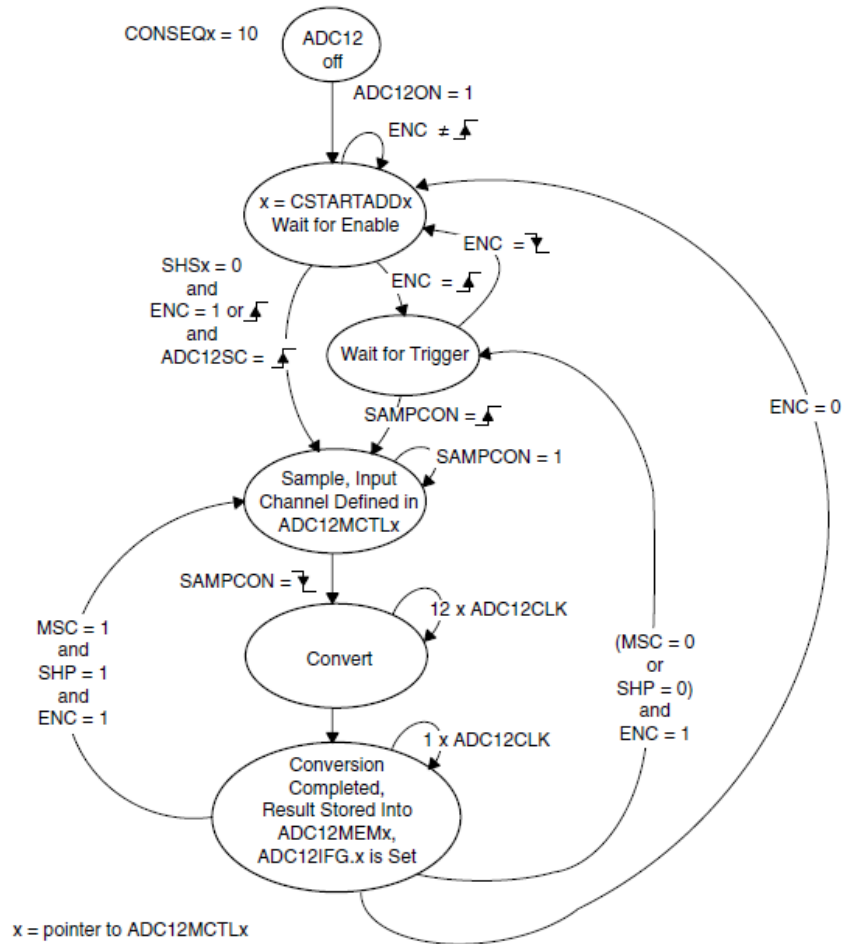 CONSEQx = 10
ADC12
off
ADC12ON = 1
ENC ≠
x = CSTARTADDx
Wait for Enable
ENC =
SHSx = 0
and
ENC = 1 or
and
ADC12SC =
ENC =
Wait for Trigger
ENC = 0
SAMPCON =
SAMPCON = 1
Sample, Input
Channel Defined in
ADC12MCTLx
SAMPCON =
12 x ADC12CLK
MSC = 1
and
SHP = 1
and
ENC = 1
Convert
(MSC = 0
or
SHP = 0)
and
ENC = 1
1 x ADC12CLK
Conversion
Completed,
Result Stored Into
ADC12MEMx,
ADC12IFG.x is Set
x = pointer to ADC12MCTLx